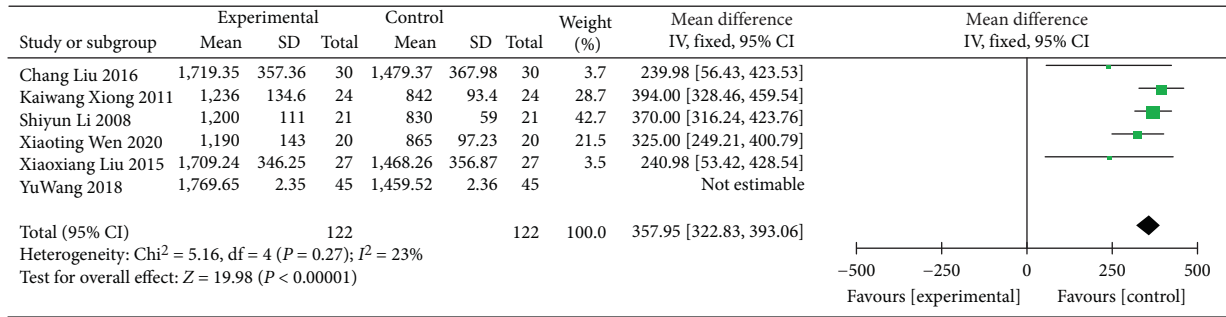 Experimental Control Weight Mean difference Mean difference
Study or subgroup Mean SD Total Mean SD Total (%) IV, fixed, 95% CI IV, fixed, 95% CI
Chang Liu 2016 1,719.35 357.36 30 1,479.37 367.98 30 3.7 239.98 [56.43, 423.53]
Kaiwang Xiong 2011 1,236 134.6 24 842 93.4 24 28.7 394.00 [328.46, 459.54]
Shiyun Li 2008 1,200 111 21 830 59 21 42.7 370.00 [316.24, 423.76]
Xiaoting Wen 2020 1,190 143 20 865 97.23 20 21.5 325.00 [249.21, 400.79]
Xiaoxiang Liu 2015 1,709.24 346.25 27 1,468.26 356.87 27 3.5 240.98 [53.42, 428.54]
YuWang 2018 1,769.65 2.35 45 1,459.52 2.36 45 Not estimable
Total (95% CI) 122 122 100.0 357.95 [322.83, 393.06]
Heterogeneity: Chi² = 5.16, df = 4 (P = 0.27); I² = 23%
Test for overall effect: Z = 19.98 (P < 0.00001)
−500 −250 0 250 500
Favours [experimental] Favours [control]